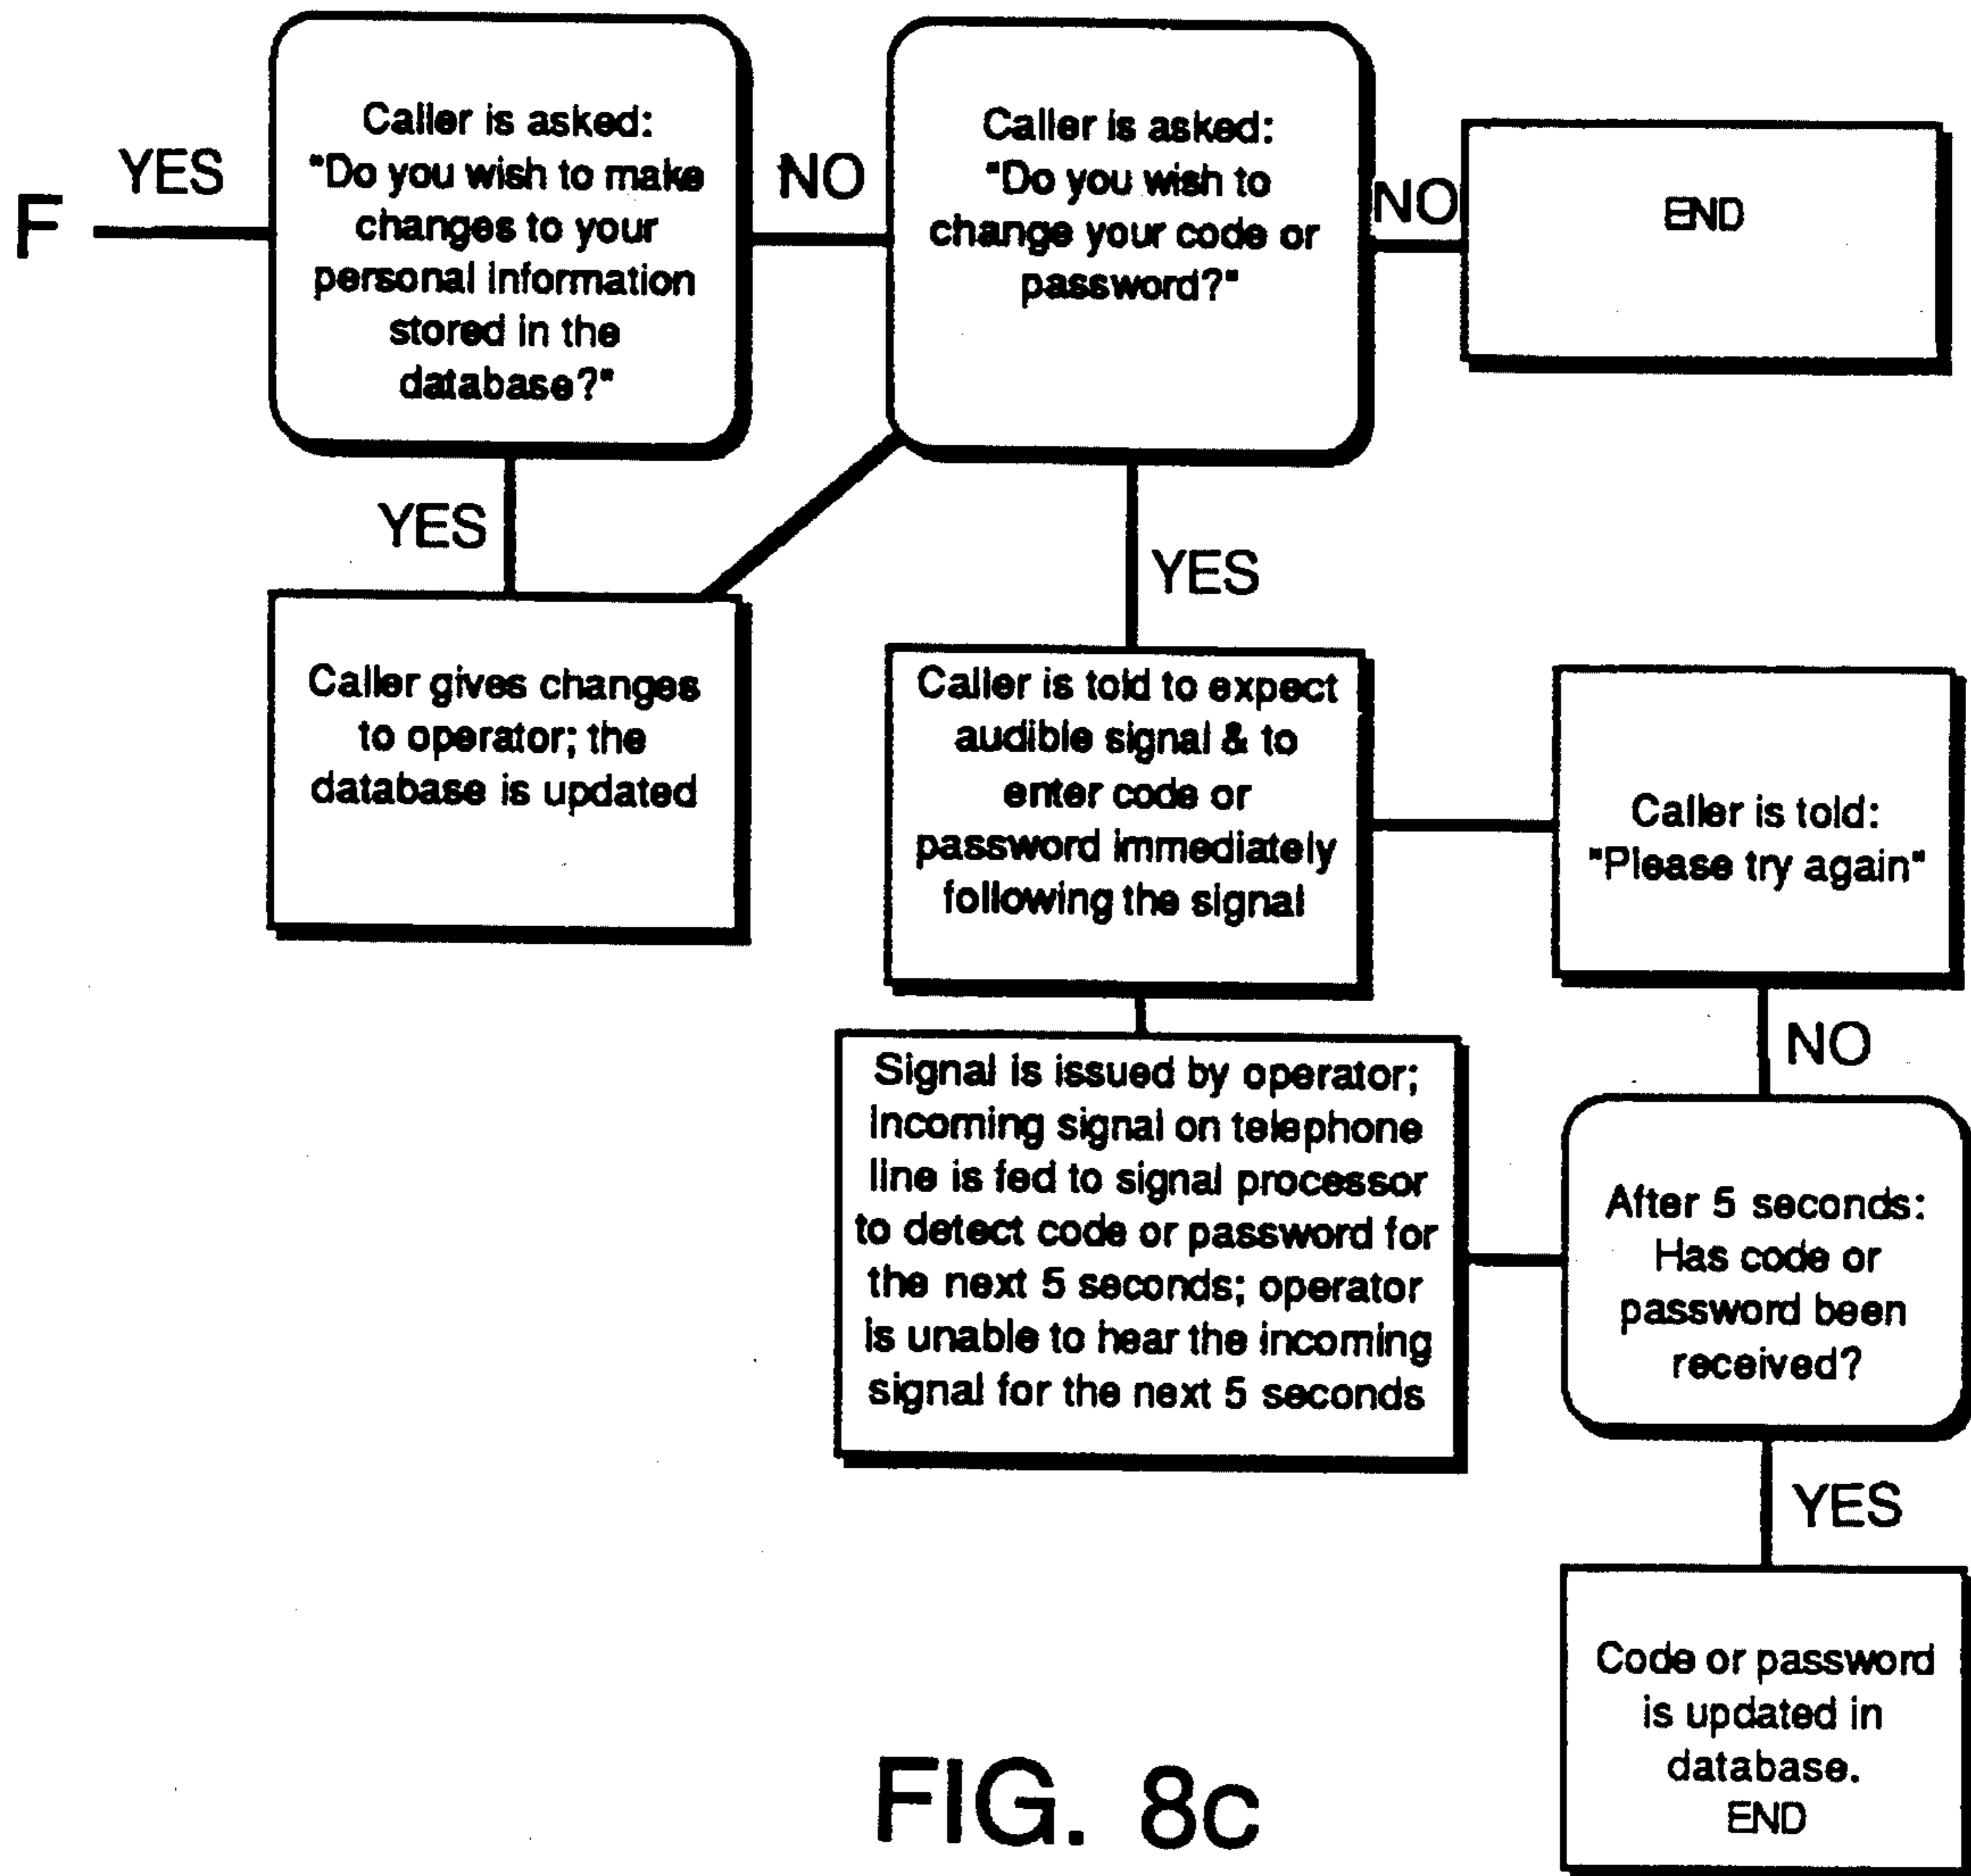 F
YES
Caller is asked:
"Do you wish to make
changes to your
personal information
stored in the
database?"
NO
Caller is asked:
"Do you wish to
change your code or
password?"
NO
END
YES
Caller gives changes
to operator; the
database is updated
YES
Caller is told to expect
audible signal & to
enter code or
password immediately
following the signal
Caller is told:
"Please try again"
NO
Signal is issued by operator;
incoming signal on telephone
line is fed to signal processor
to detect code or password for
the next 5 seconds; operator
is unable to hear the incoming
signal for the next 5 seconds
After 5 seconds:
Has code or
password been
received?
YES
Code or password
is updated in
database.
END
FIG. 8c